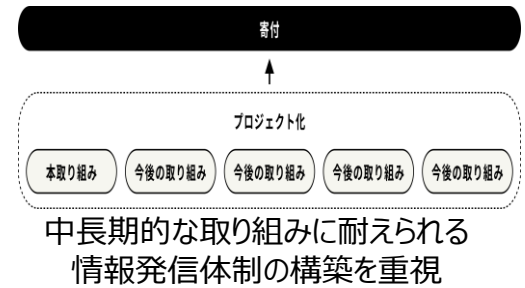 寄付
プロジェクト化
本取り組み 今後の取り組み 今後の取り組み 今後の取り組み 今後の取り組み
中長期的な取り組みに耐えられる
情報発信体制の構築を重視